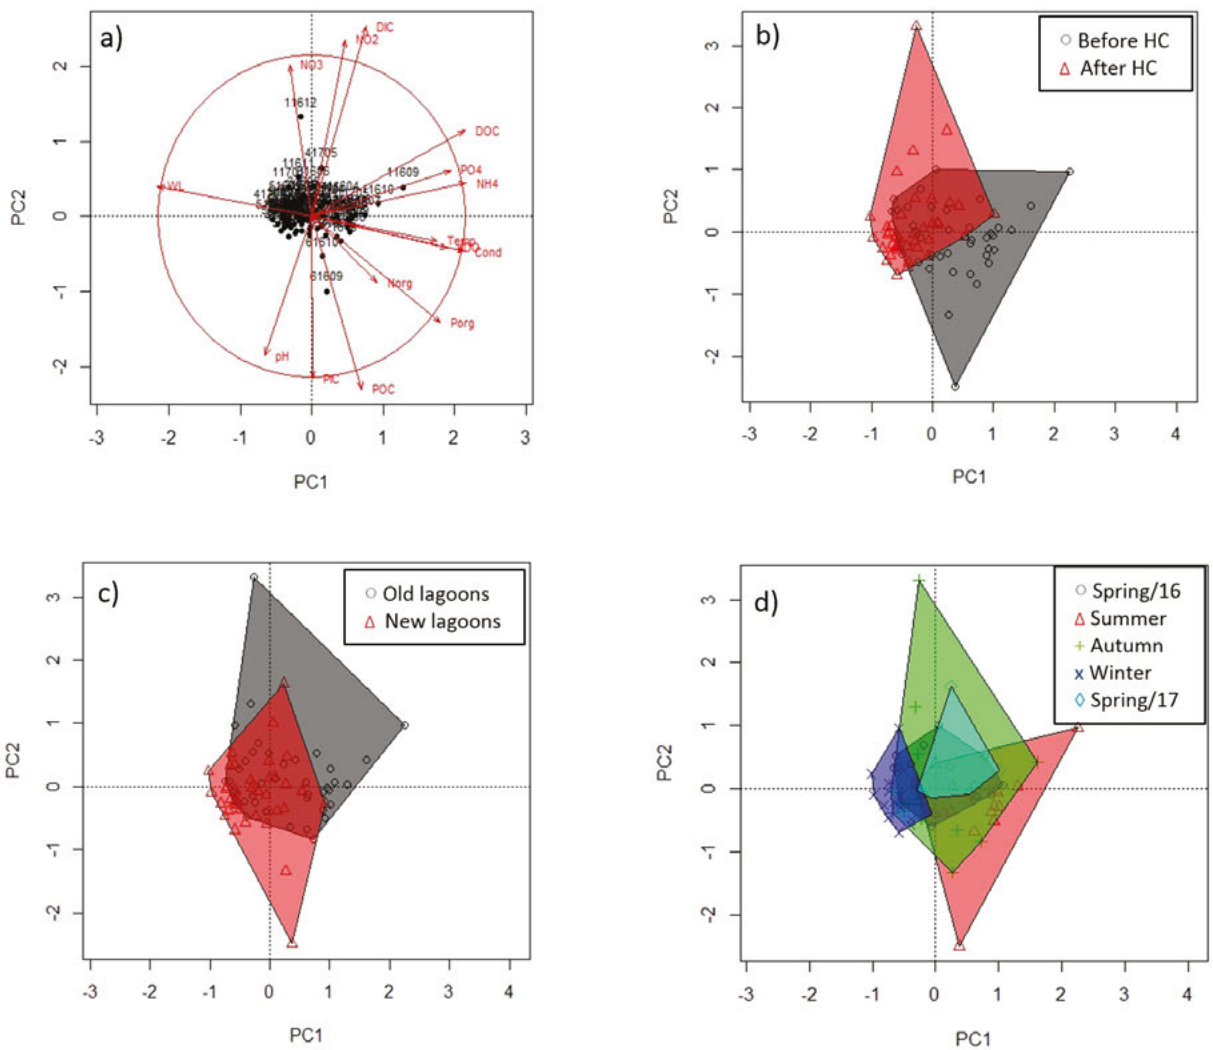 a)
DIC
NO2
NO3
11612
DOC
41705
PO4
11609
NH4
WL
Temp
Cond
61610
61609
Norg
Porg
pH
PIC
POC
2
1
0
-1
-2
PC2
-3 -2 -1 0 1 2 3
PC1
b)
Before HC
After HC
3
2
1
0
-1
-2
PC2
-3 -2 -1 0 1 2 3 4
PC1
c)
Old lagoons
New lagoons
3
2
1
0
-1
-2
PC2
-3 -2 -1 0 1 2 3 4
PC1
d)
Spring/16
Summer
Autumn
Winter
Spring/17
3
2
1
0
-1
-2
PC2
-3 -2 -1 0 1 2 3 4
PC1